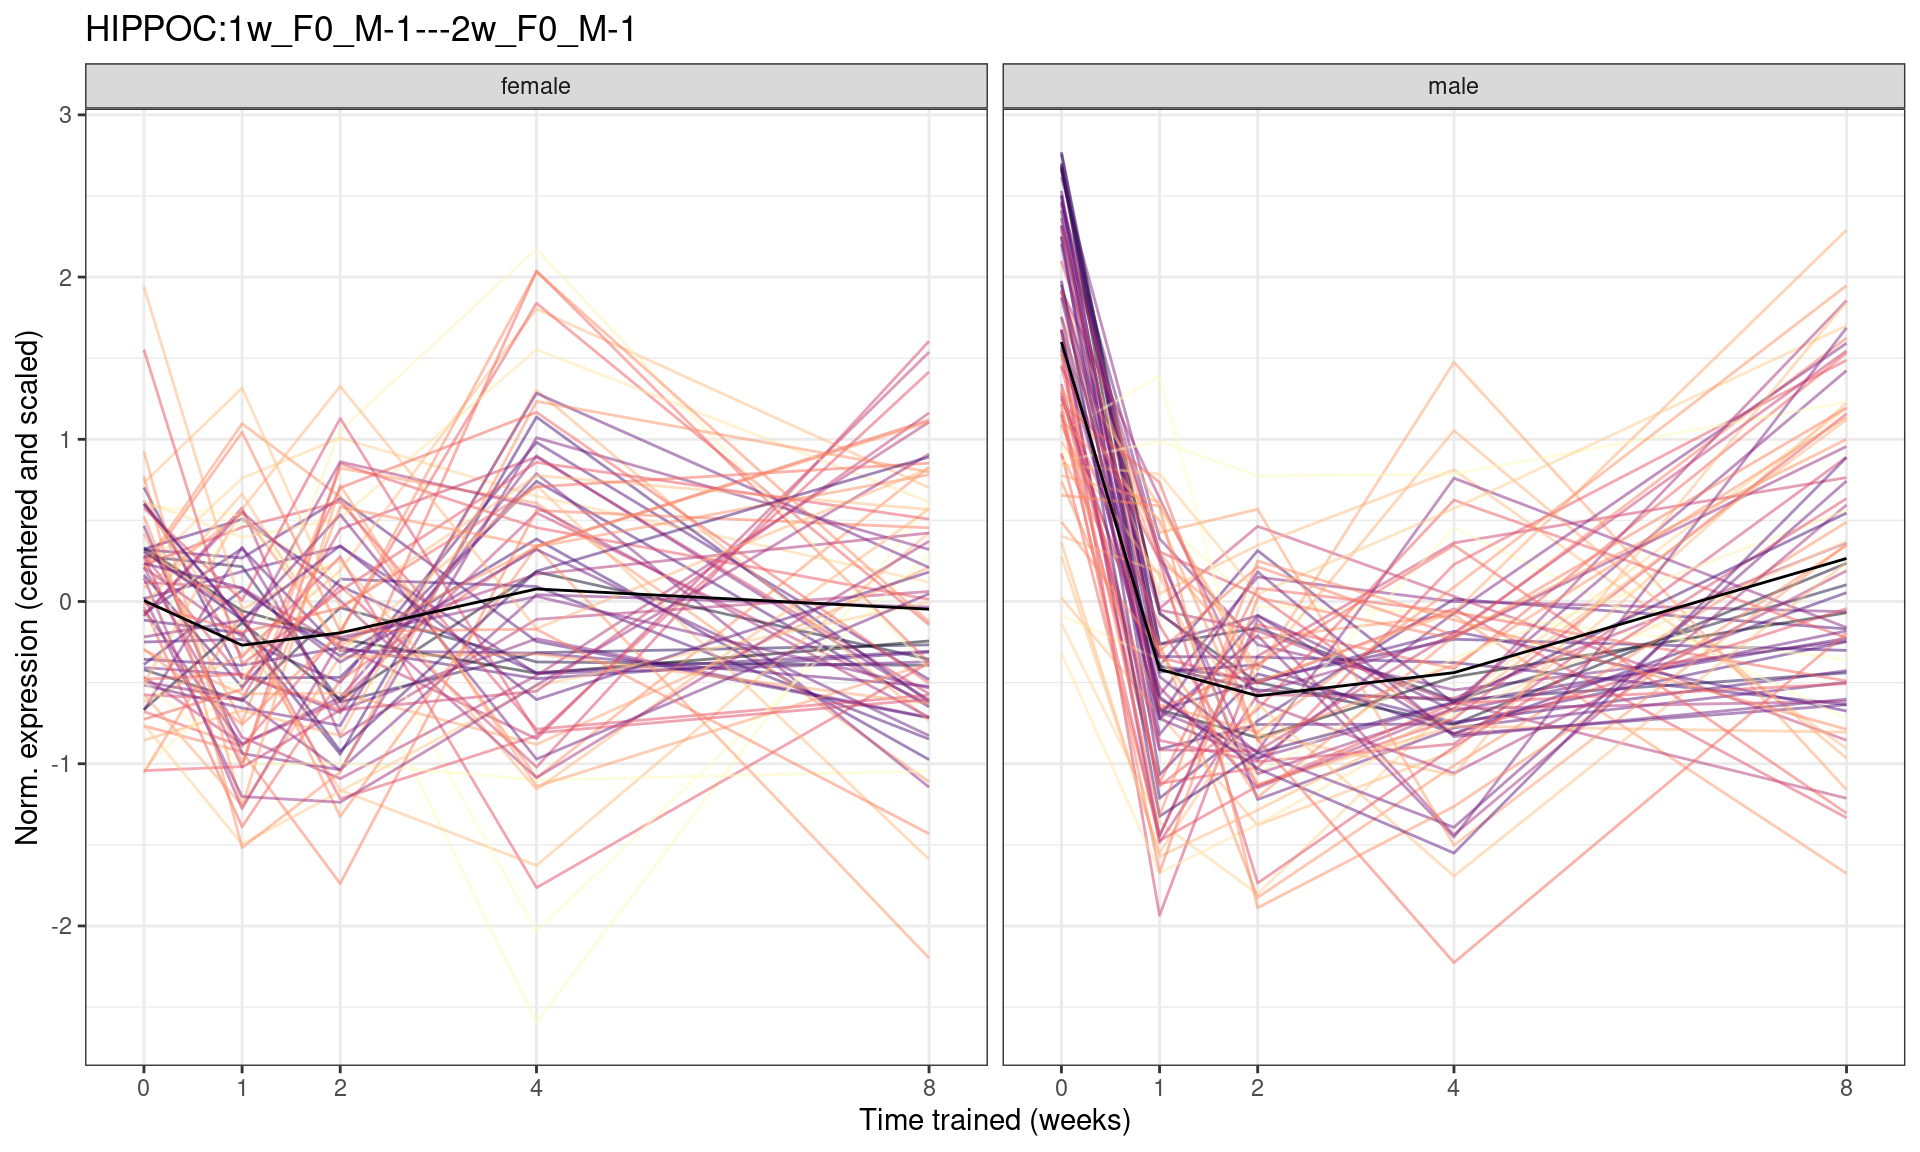 HIPPOC:1w_F0_M-1---2w_F0_M-1
female
male
Norm. expression (centered and scaled)
3
2
1
0
-1
-2
0 1 2 4 8
0 1 2 4 8
Time trained (weeks)